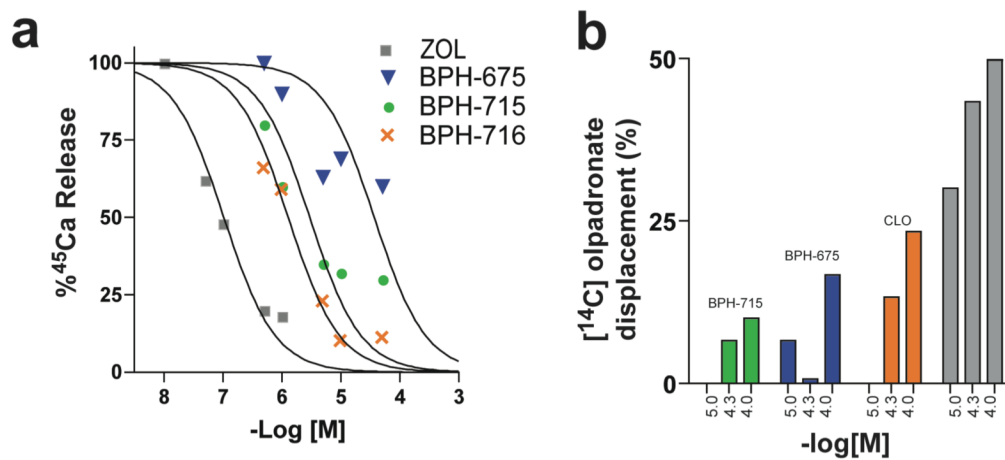 a
ZOL
BPH-675
BPH-715
BPH-716
100
75
50
25
0
%⁴⁵Ca Release
8 7 6 5 4 3
-Log [M]
b
50
25
0
[¹⁴C] olpadronate
displacement (%)
BPH-715
BPH-675
CLO
5.0 4.3 4.0 5.0 4.3 4.0 5.0 4.3 4.0 5.0 4.3 4.0
-log[M]